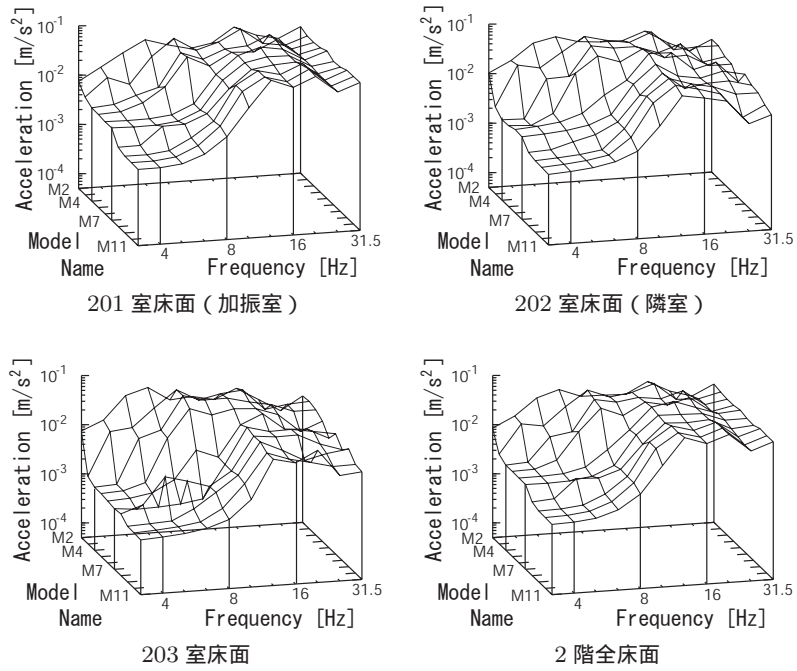 Acceleration [m/s²]
10⁻¹
10⁻²
10⁻³
10⁻⁴
M2
M4
M7
M11
Model
Name
4
8
16
31.5
Frequency [Hz]
201 室床面 ( 加振室 )
Acceleration [m/s²]
10⁻¹
10⁻²
10⁻³
10⁻⁴
M2
M4
M7
M11
Model
Name
4
8
16
31.5
Frequency [Hz]
202 室床面 ( 隣室 )
Acceleration [m/s²]
10⁻¹
10⁻²
10⁻³
10⁻⁴
M2
M4
M7
M11
Model
Name
4
8
16
31.5
Frequency [Hz]
203 室床面
Acceleration [m/s²]
10⁻¹
10⁻²
10⁻³
10⁻⁴
M2
M4
M7
M11
Model
Name
4
8
16
31.5
Frequency [Hz]
2 階全床面